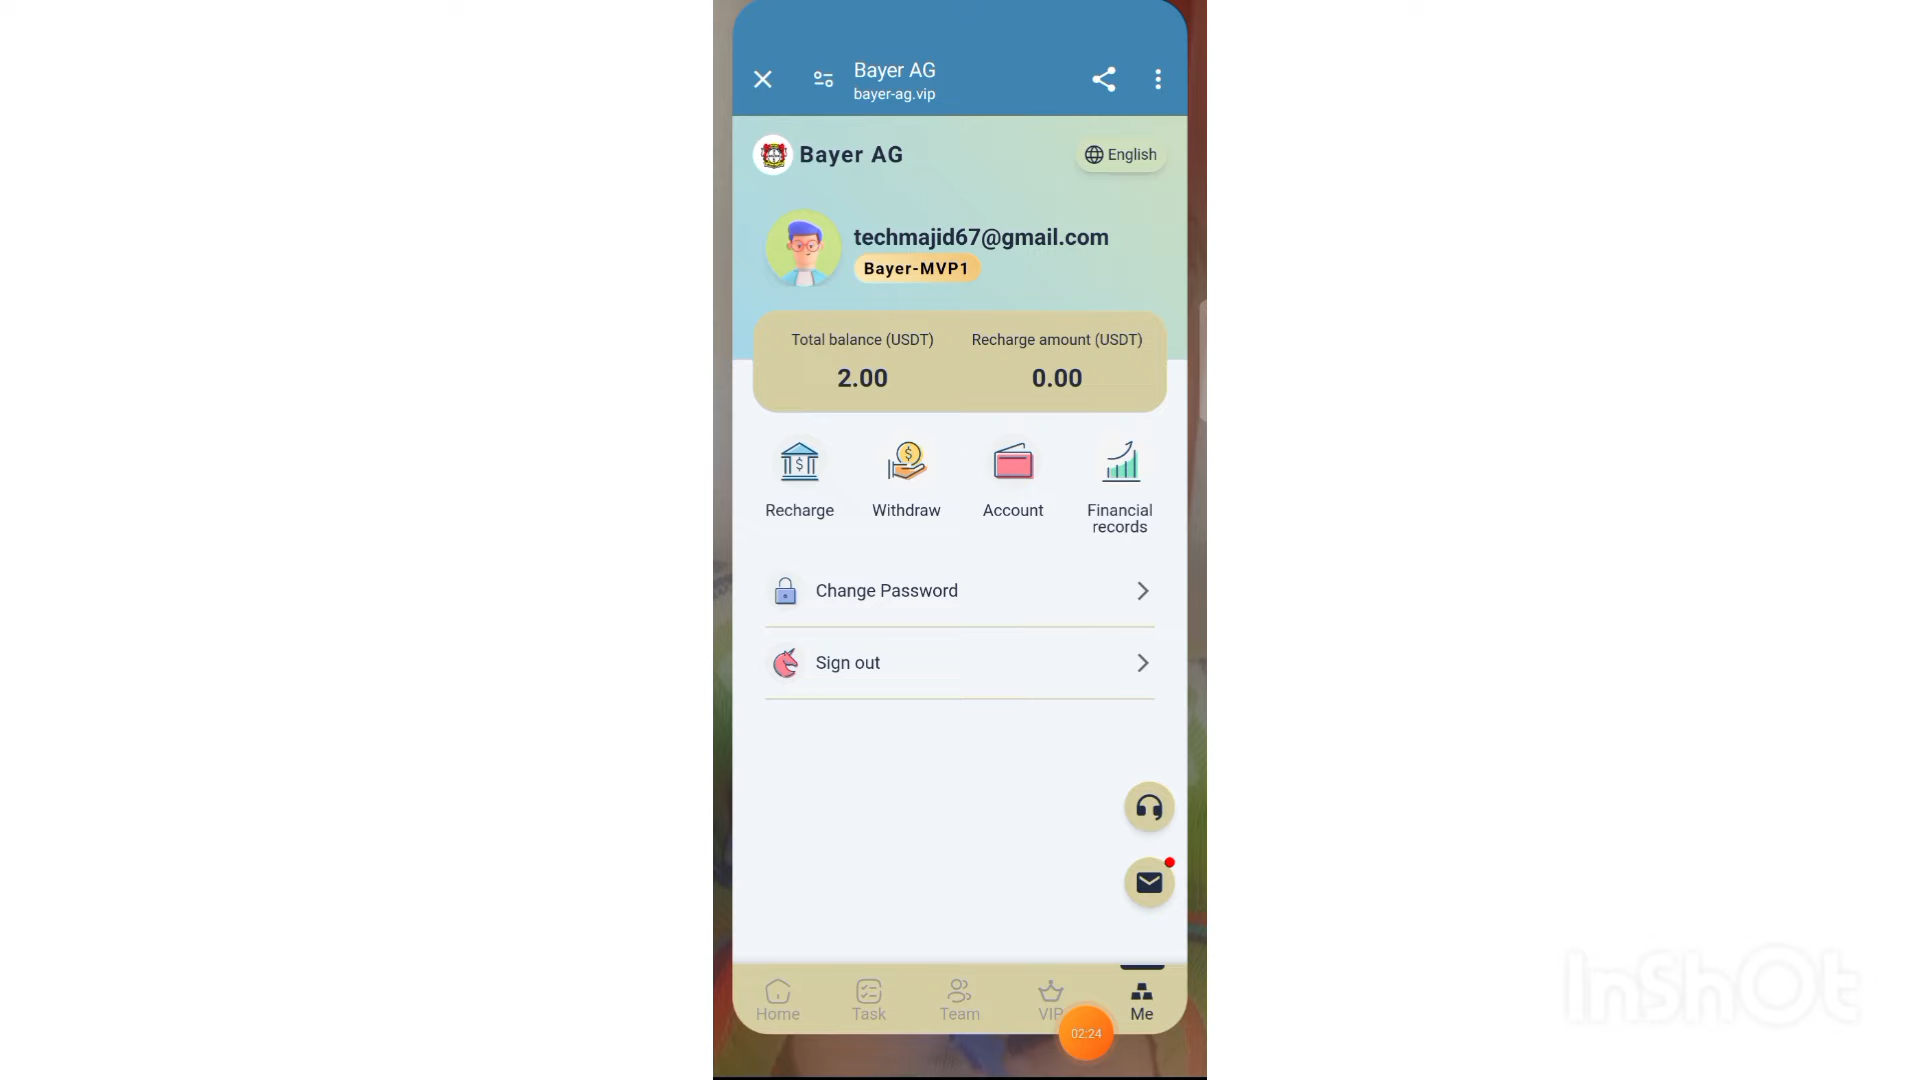 Bayer AG
bayer-ag.vip
Bayer AG
English
techmajid67@gmail.com
Bayer-MVP1
Total balance (USDT)
Recharge amount (USDT)
2.00
0.00
Recharge
Withdraw
Account
Financial
records
Change Password
Sign out
Home
Task
Team
VIP
Me
02:24
InShOt